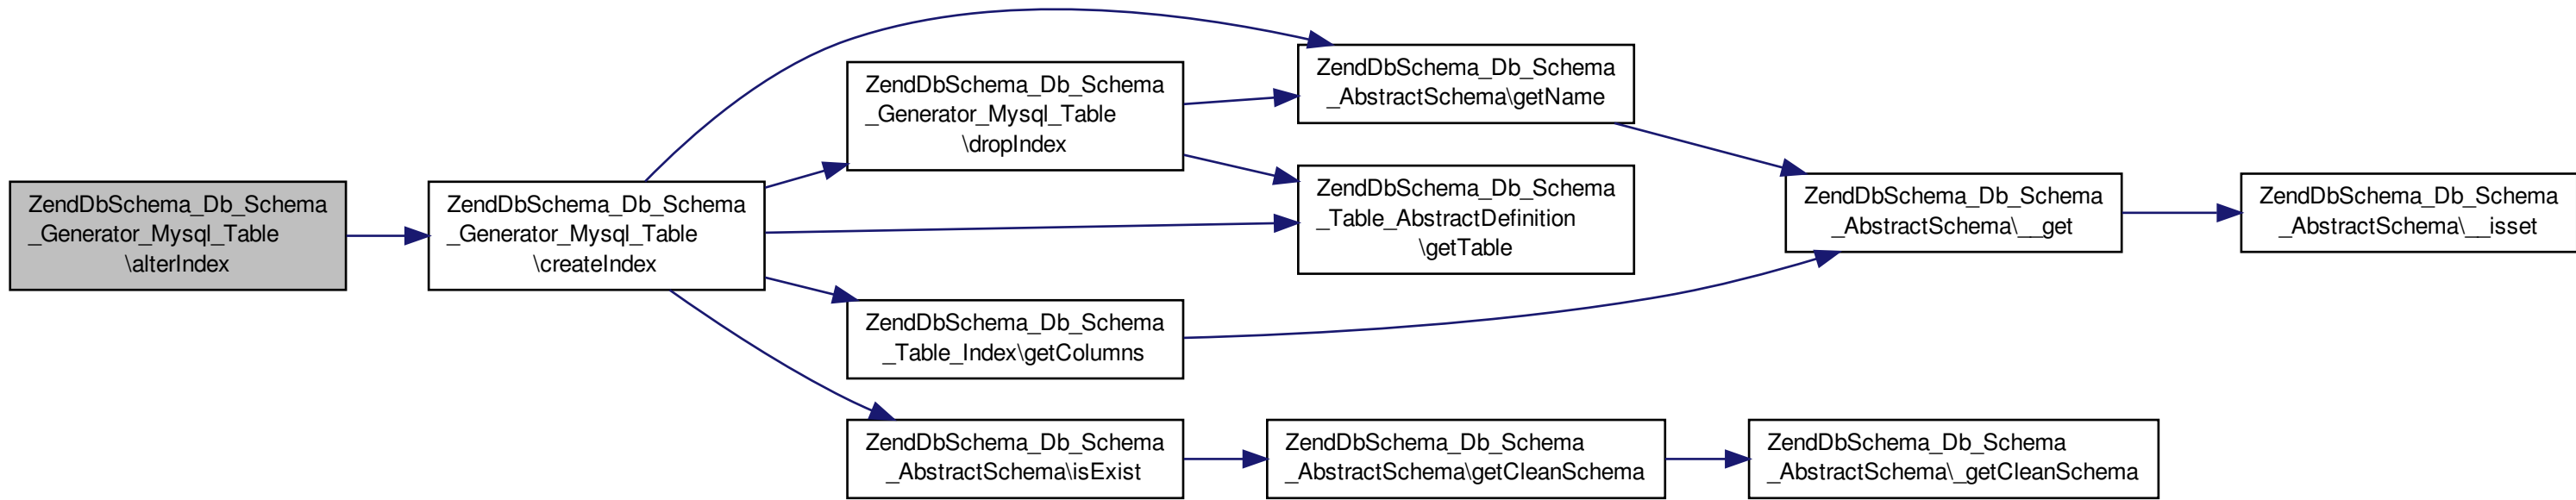 ZendDbSchema_Db_Schema
_Generator_Mysql_Table
\alterIndex
ZendDbSchema_Db_Schema
_Generator_Mysql_Table
\createIndex
ZendDbSchema_Db_Schema
_Generator_Mysql_Table
\dropIndex
ZendDbSchema_Db_Schema
_AbstractSchema\getName
ZendDbSchema_Db_Schema
_Table_AbstractDefinition
\getTable
ZendDbSchema_Db_Schema
_Table_Index\getColumns
ZendDbSchema_Db_Schema
_AbstractSchema\isExist
ZendDbSchema_Db_Schema
_AbstractSchema\getCleanSchema
ZendDbSchema_Db_Schema
_AbstractSchema\_getCleanSchema
ZendDbSchema_Db_Schema
_AbstractSchema\__get
ZendDbSchema_Db_Schema
_AbstractSchema\__isset